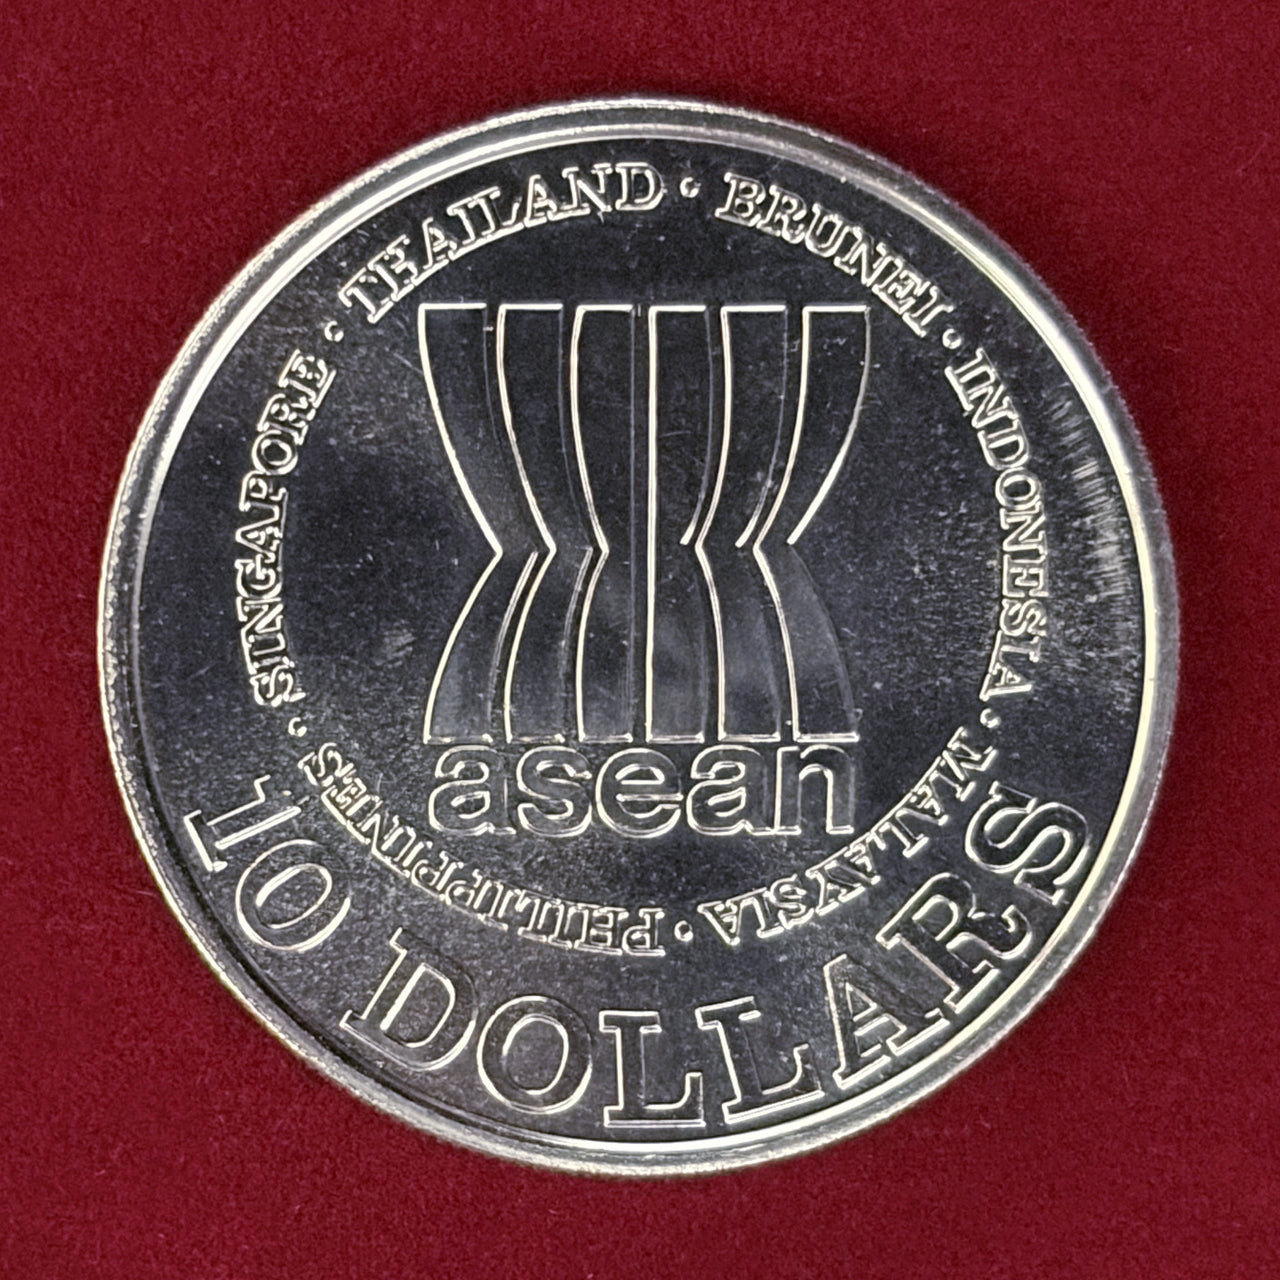 BRUNEI · INDONESIA · MALAYSIA · PHILIPPINES · SINGAPORE · THAILAND ·
asean
10 DOLLARS